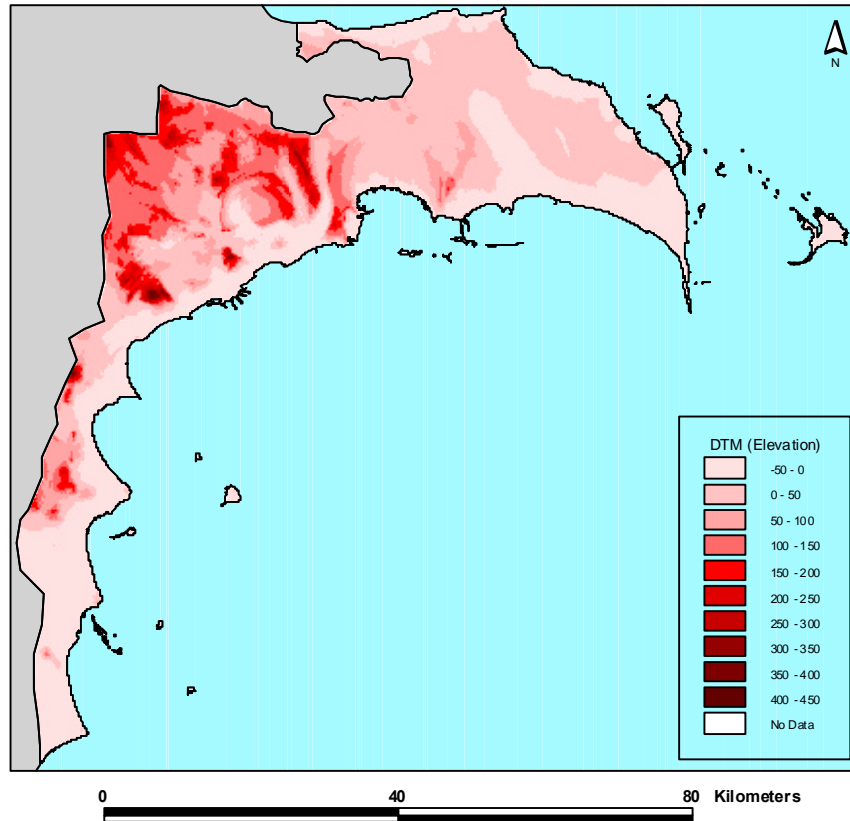 N
DTM (Elevation)
-50 - 0
0 - 50
50 - 100
100 - 150
150 - 200
200 - 250
250 - 300
300 - 350
350 - 400
400 - 450
No Data
0 40 80 Kilometers